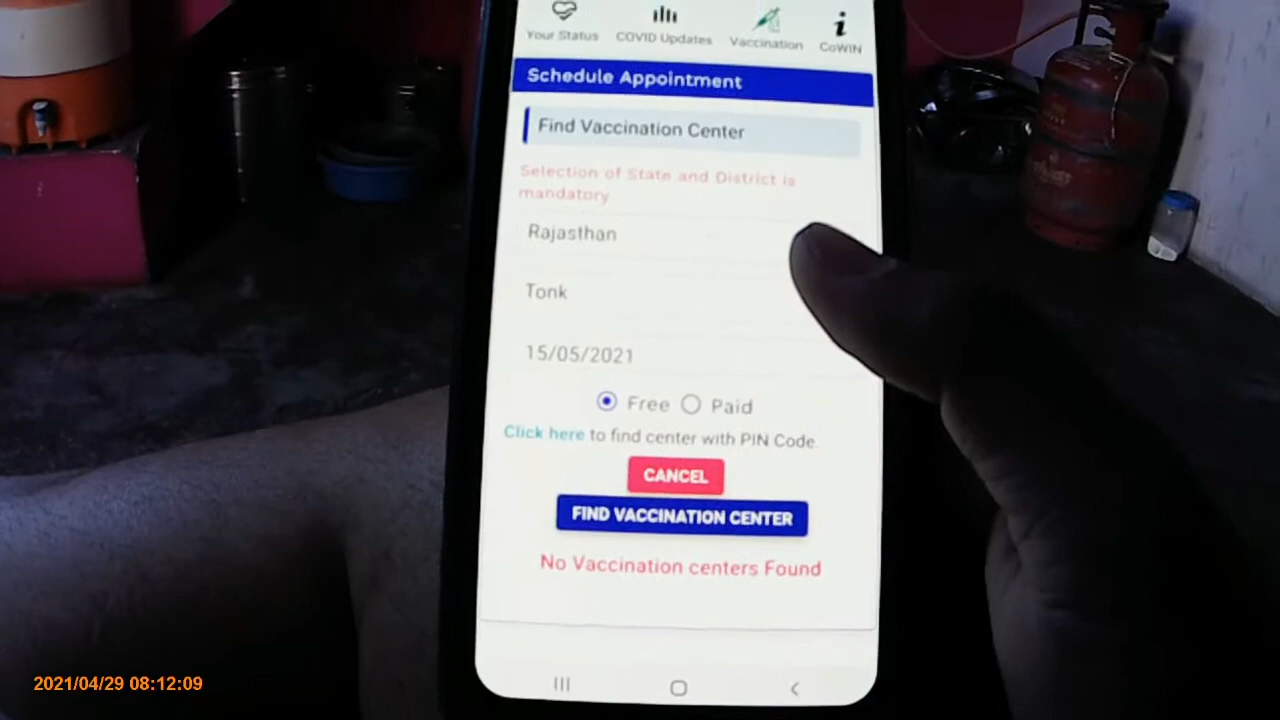 Your Status COVID Updates Vaccination CoWIN
Schedule Appointment
Find Vaccination Center
Selection of State and District is
mandatory
Rajasthan
Tonk
15/05/2021
Free Paid
Click here to find center with PIN Code
CANCEL
FIND VACCINATION CENTER
No Vaccination centers Found
2021/04/29 08:12:09